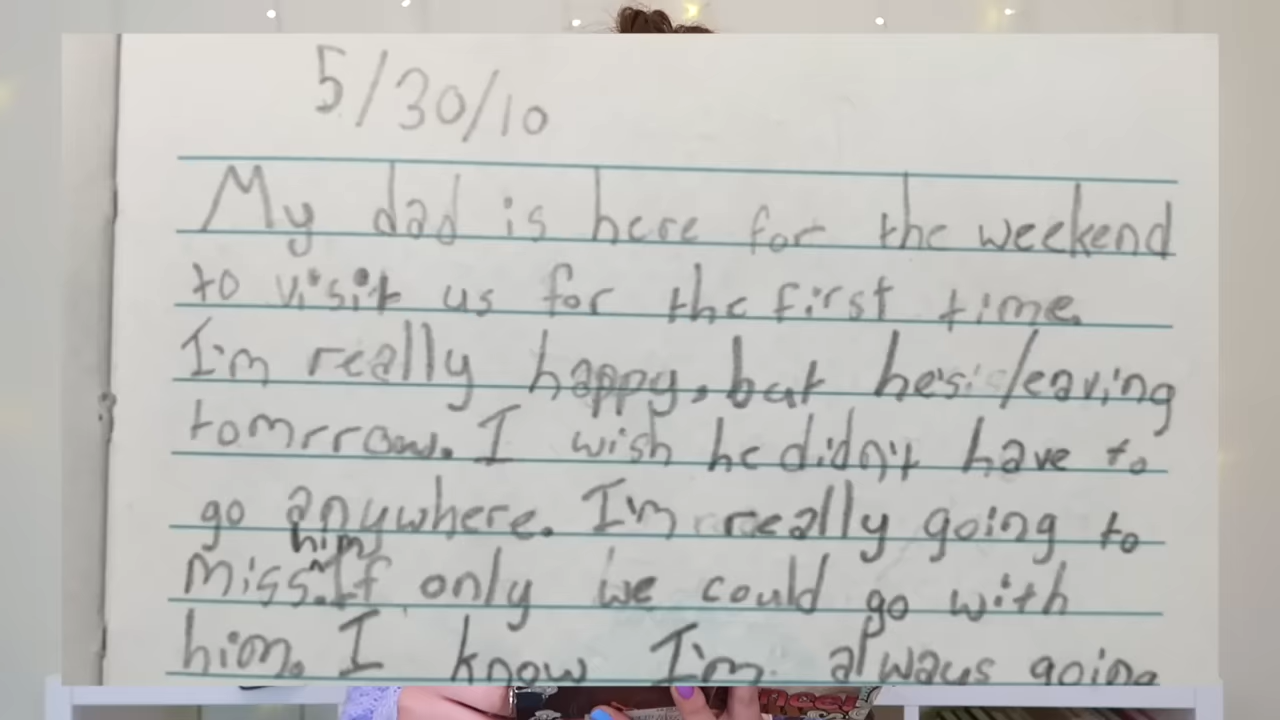 5/30/10
My dad is here for the weekend
to visit us for the first time.
I'm really happy, but he's leaving
tomrrow. I wish he didn't have to
go anywhere. I'm really going to
him
miss. If only we could go with
him. I know I'm always going